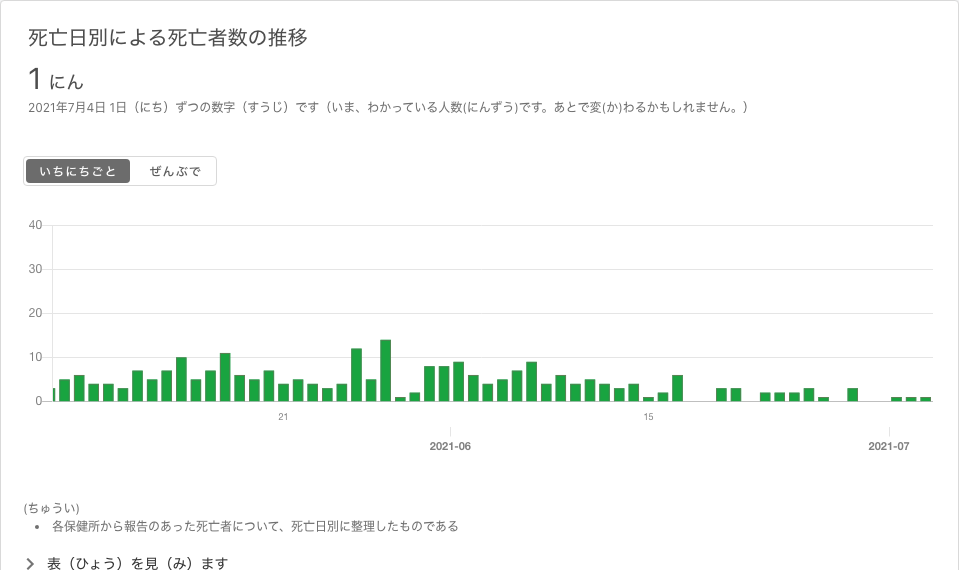 死亡日別による死亡者数の推移
1 にん
2021年7月4日 1日（にち）ずつの数字（すうじ）です（いま、わかっている人数(にんずう)です。あとで変(か)わるかもしれません。）
いちにちごと ぜんぶで
40
30
20
10
0
21 15
2021-06 2021-07
(ちゅうい)
• 各保健所から報告のあった死亡者について、死亡日別に整理したものである
表（ひょう）を見（み）ます